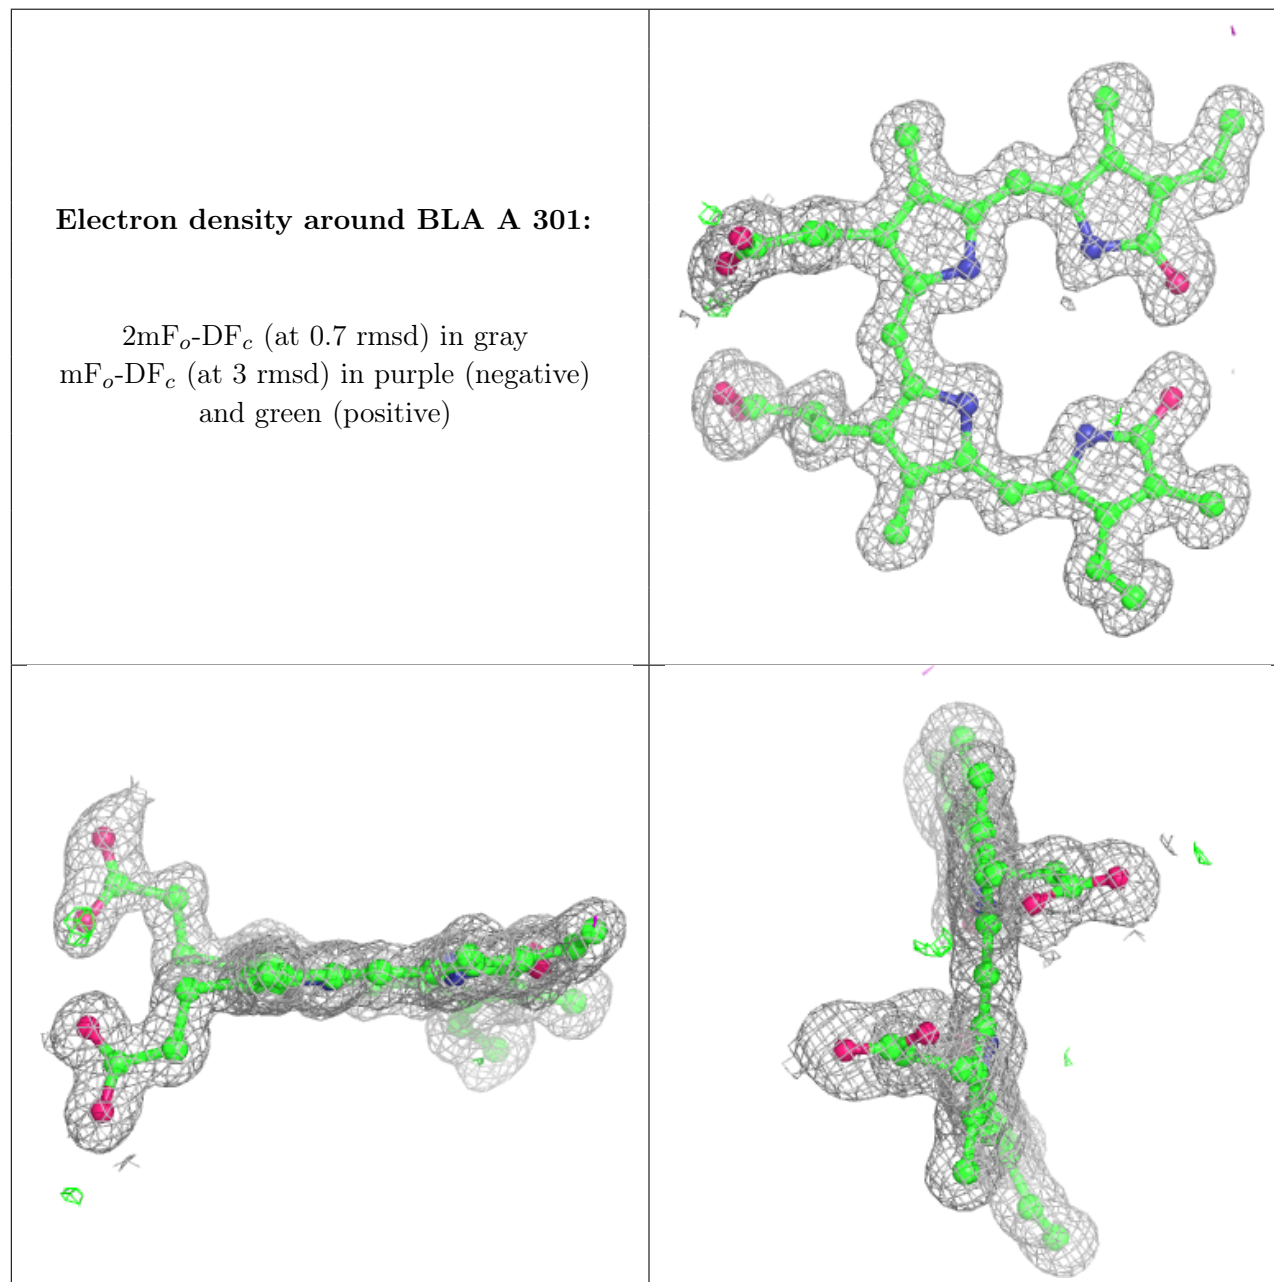 Electron density around BLA A 301:
2mFo-DFc (at 0.7 rmsd) in gray
mFo-DFc (at 3 rmsd) in purple (negative)
and green (positive)